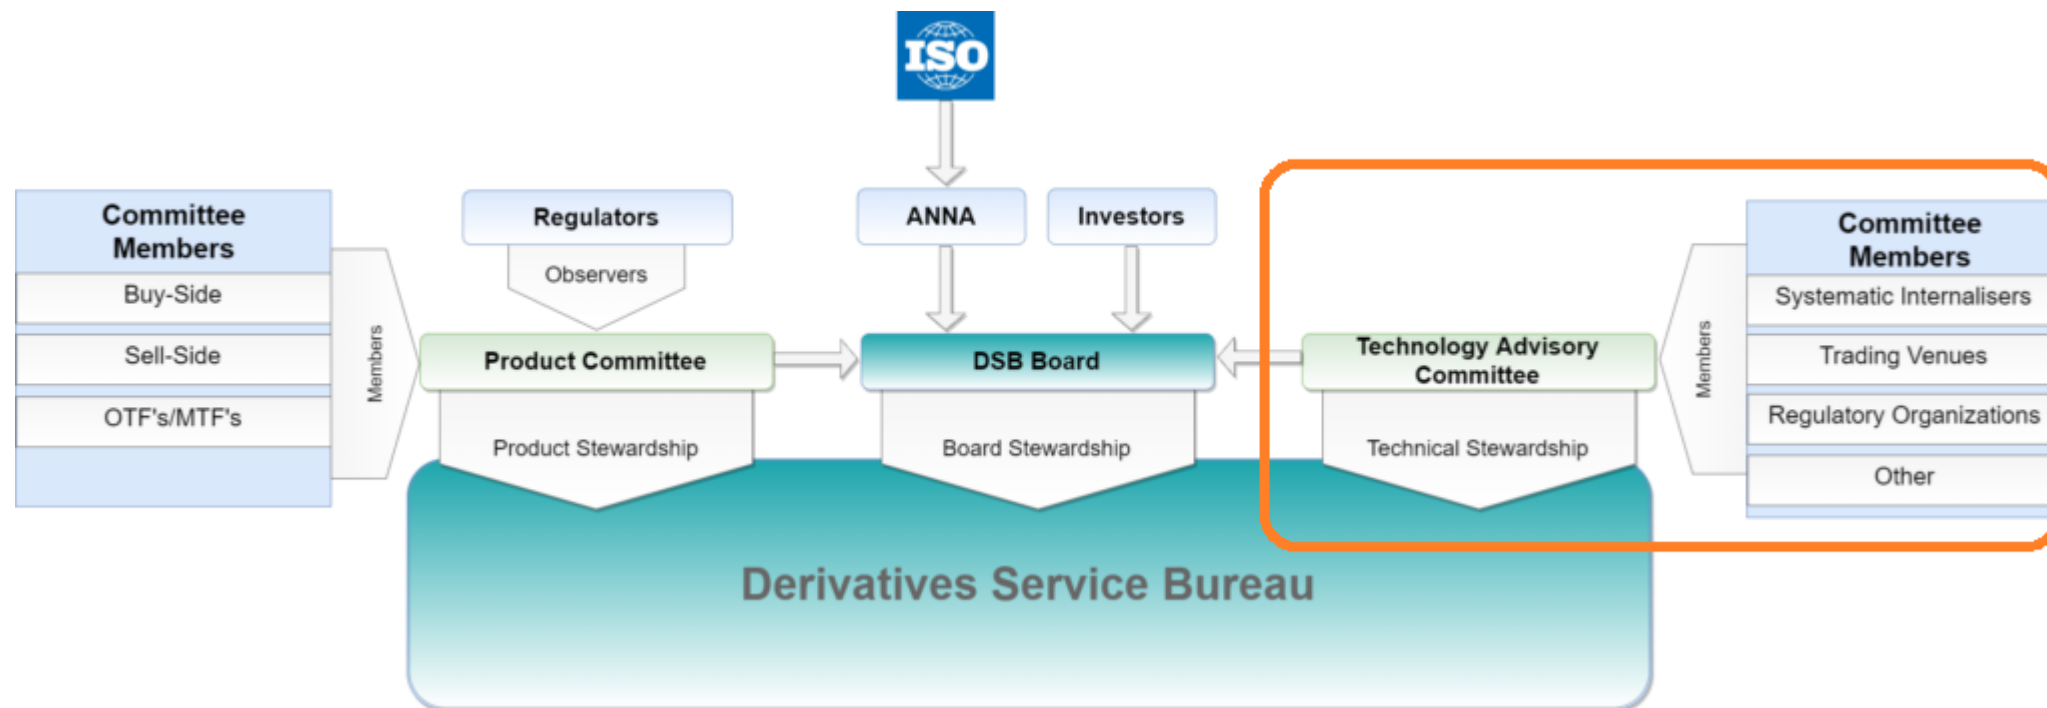 ISO
Committee
Members
Buy-Side
Sell-Side
OTF's/MTF's
Members
Regulators
Observers
Product Committee
Product Stewardship
ANNA
Investors
DSB Board
Board Stewardship
Technology Advisory
Committee
Technical Stewardship
Members
Committee
Members
Systematic Internalisers
Trading Venues
Regulatory Organizations
Other
Derivatives Service Bureau